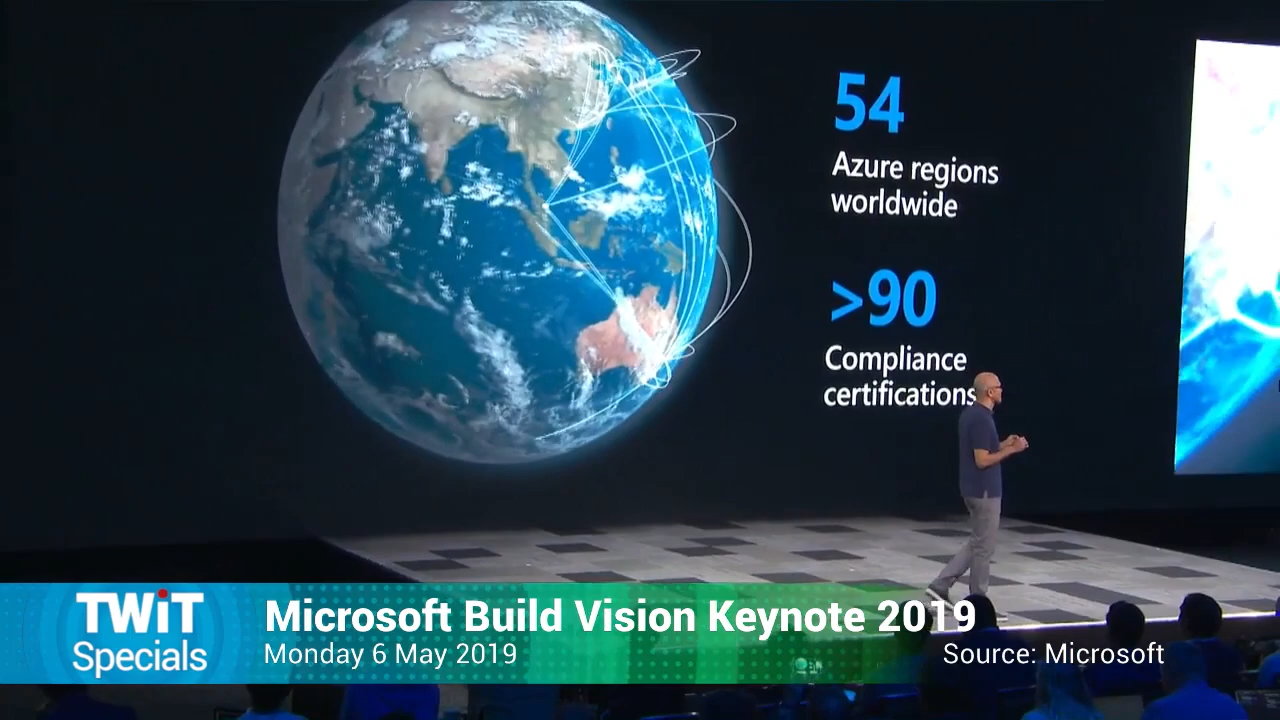 54
Azure regions
worldwide
>90
Compliance
certifications
TWiT
Specials
Microsoft Build Vision Keynote 2019
Monday 6 May 2019
Source: Microsoft